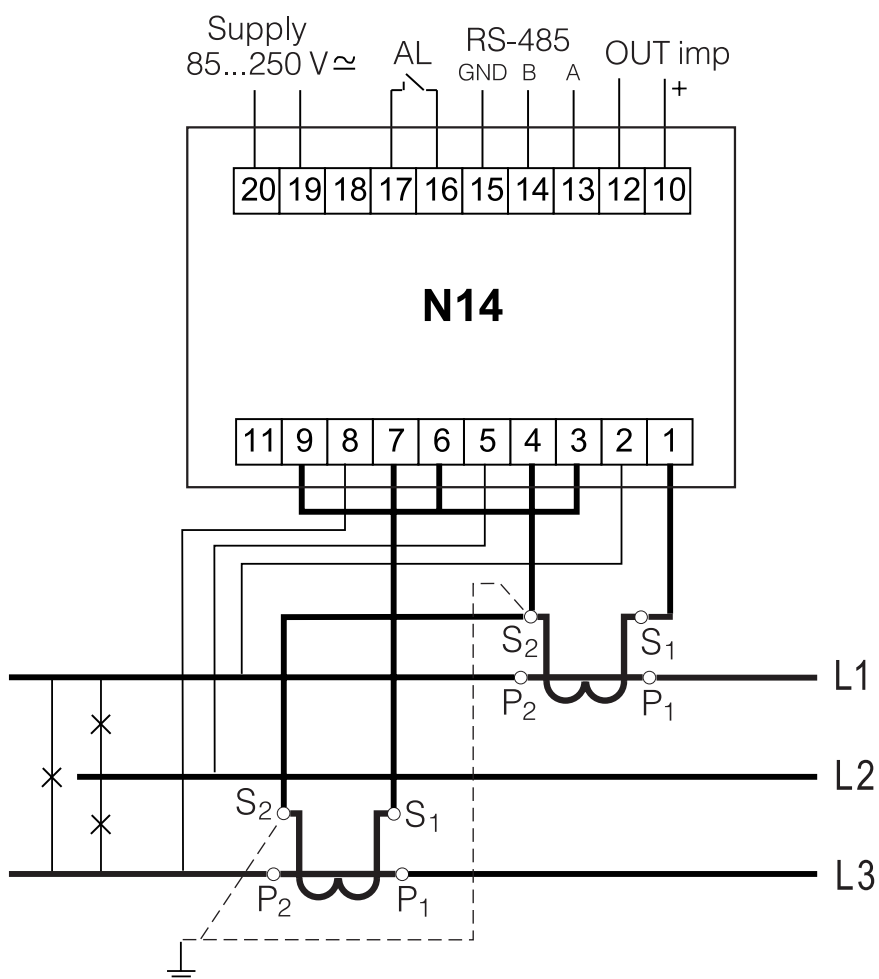 Supply
85...250 V≃
AL
RS-485
GND B A
OUT imp
+
20 19 18 17 16 15 14 13 12 10
N14
11 9 8 7 6 5 4 3 2 1
S2 S1
P2 P1
L1
L2
S2 S1
P2 P1
L3